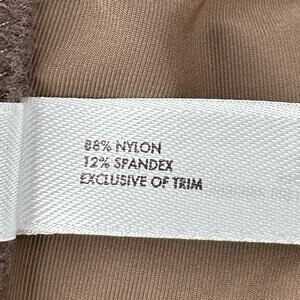 88% NYLON
12% SPANDEX
EXCLUSIVE OF TRIM